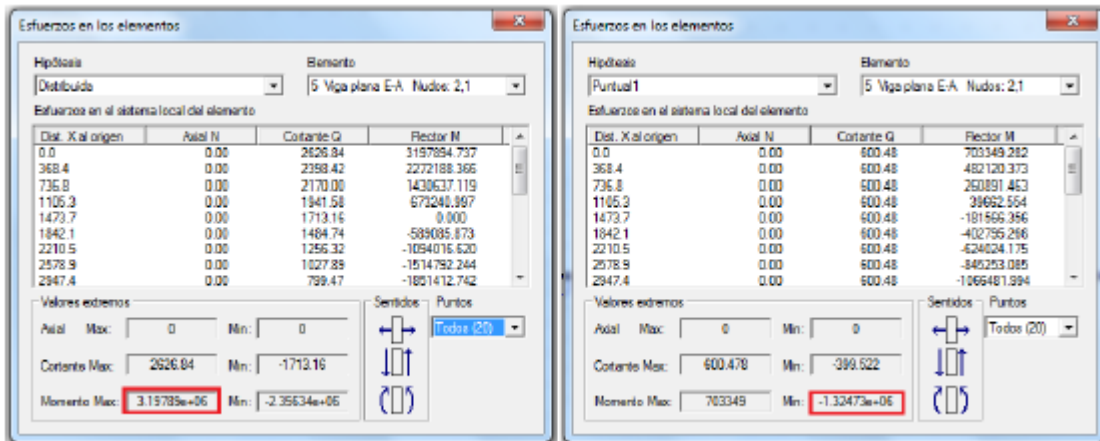 Esfuerzos en los elementos
Hipótesis Elemento
Distribuída 5 Viga plana E-A Nudos: 2,1
Esfuerzos en el sistema local del elemento
Dist. X al origen Axial N Cortante Q Flector M
0.0 0.00 2626.84 3197894.737
368.4 0.00 2398.42 2272188.366
736.8 0.00 2170.00 1430637.119
1105.3 0.00 1941.58 673240.997
1473.7 0.00 1713.16 0.000
1842.1 0.00 1484.74 -589085.873
2210.5 0.00 1256.32 -1094016.620
2578.9 0.00 1027.89 -1514792.244
2947.4 0.00 799.47 -1851412.742
Valores extremos Sentidos Puntos
Axial Max: 0 Min: 0 Todos (20)
Cortante Max: 2626.84 Min: -1713.16
Momento Max: 3.19789e+06 Min: -2.35634e+06
Esfuerzos en los elementos
Hipótesis Elemento
Puntual1 5 Viga plana E-A Nudos: 2,1
Esfuerzos en el sistema local del elemento
Dist. X al origen Axial N Cortante Q Flector M
0.0 0.00 600.48 703349.282
368.4 0.00 600.48 482120.373
736.8 0.00 600.48 260891.463
1105.3 0.00 600.48 39662.554
1473.7 0.00 600.48 -181566.356
1842.1 0.00 600.48 -402795.266
2210.5 0.00 600.48 -624024.175
2578.9 0.00 600.48 -845253.085
2947.4 0.00 600.48 -1066481.994
Valores extremos Sentidos Puntos
Axial Max: 0 Min: 0 Todos (20)
Cortante Max: 600.478 Min: -399.522
Momento Max: 703349 Min: -1.32473e+06